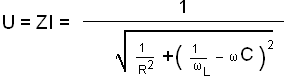 U = ZI = 1 / √( 1/R² + ( 1/ω_L − ωC )² )